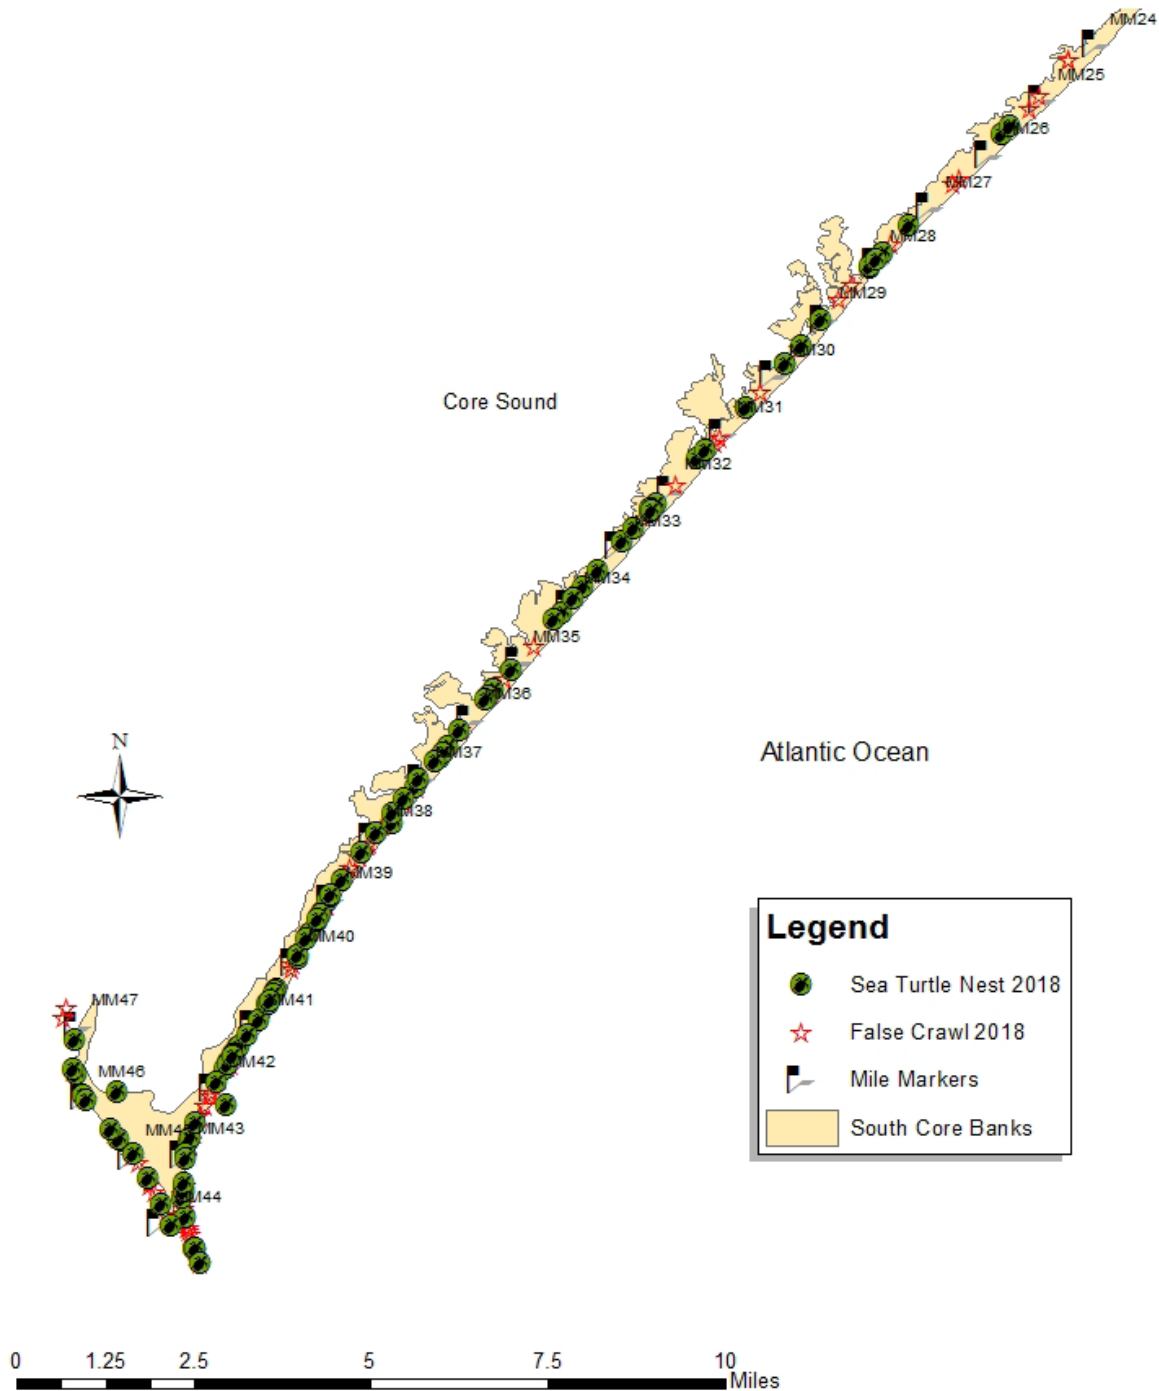 MM24
MM25
MM26
MM27
MM28
MM29
MM30
Core Sound
MM31
MM32
MM33
MM34
MM35
MM36
N
MM37
Atlantic Ocean
MM38
MM39
MM40
MM41
MM47
MM42
MM46
MM43
MM44
Legend
Sea Turtle Nest 2018
False Crawl 2018
Mile Markers
South Core Banks
0 1.25 2.5 5 7.5 10
Miles